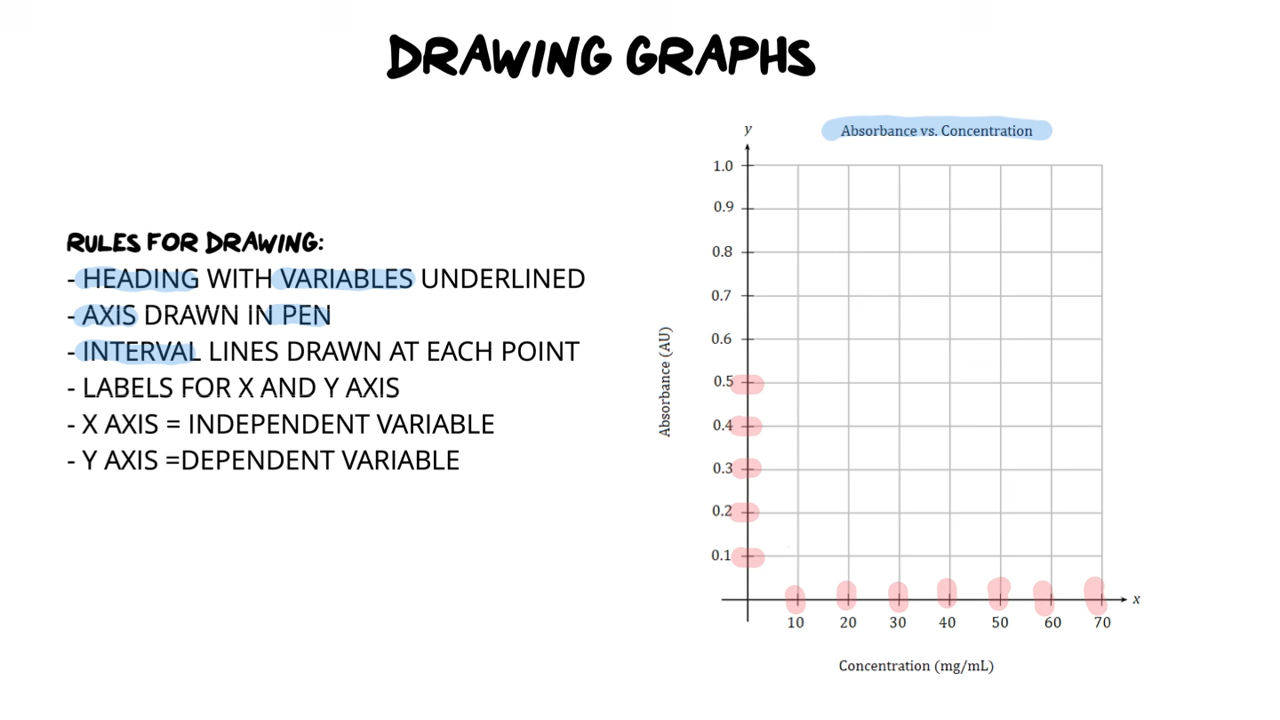 DRAWING GRAPHS
RULES FOR DRAWING:
- HEADING WITH VARIABLES UNDERLINED
- AXIS DRAWN IN PEN
- INTERVAL LINES DRAWN AT EACH POINT
- LABELS FOR X AND Y AXIS
- X AXIS = INDEPENDENT VARIABLE
- Y AXIS =DEPENDENT VARIABLE
y
Absorbance vs. Concentration
1.0
0.9
0.8
0.7
0.6
0.5
0.4
0.3
0.2
0.1
Absorbance (AU)
x
10 20 30 40 50 60 70
Concentration (mg/mL)